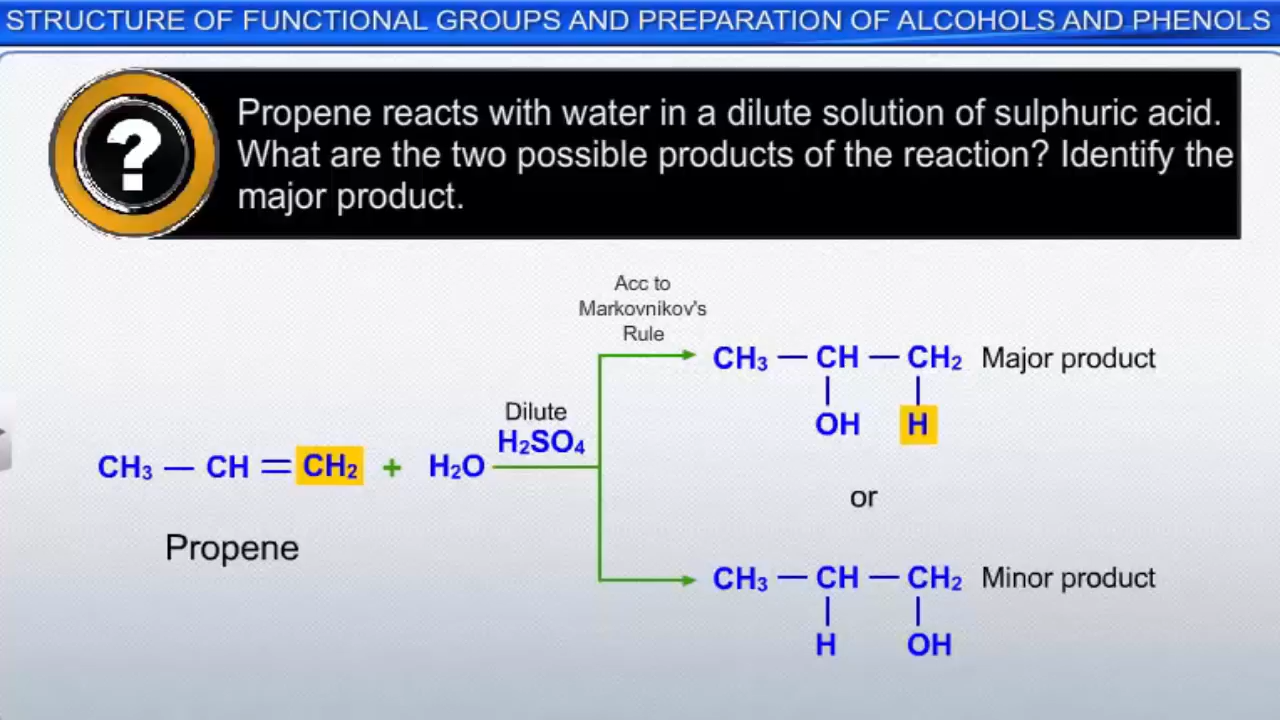 STRUCTURE OF FUNCTIONAL GROUPS AND PREPARATION OF ALCOHOLS AND PHENOLS
?
Propene reacts with water in a dilute solution of sulphuric acid.
What are the two possible products of the reaction? Identify the
major product.
Acc to
Markovnikov's
Rule
CH₃ — CH — CH₂ Major product
OH H
Dilute
H₂SO₄
CH₃ — CH = CH₂ + H₂O
or
Propene
CH₃ — CH — CH₂ Minor product
H OH